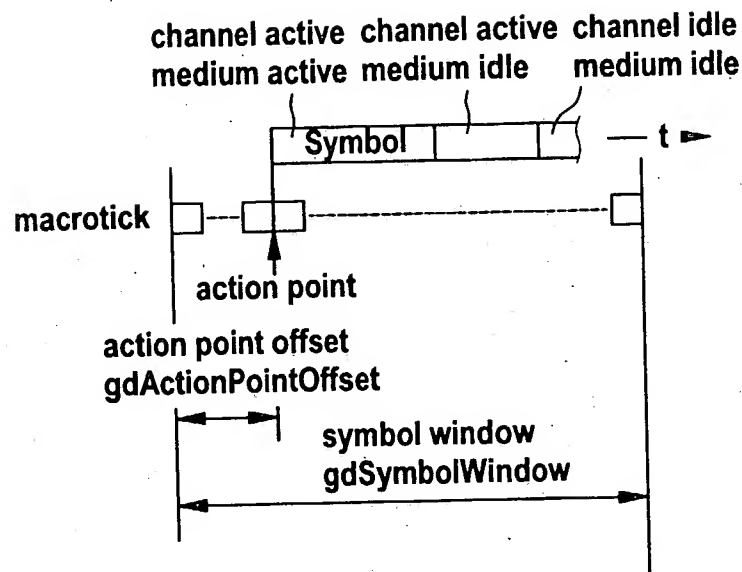 channel active channel active channel idle
medium active medium idle medium idle
Symbol
t
macrotick
action point
action point offset
gdActionPointOffset
symbol window
gdSymbolWindow